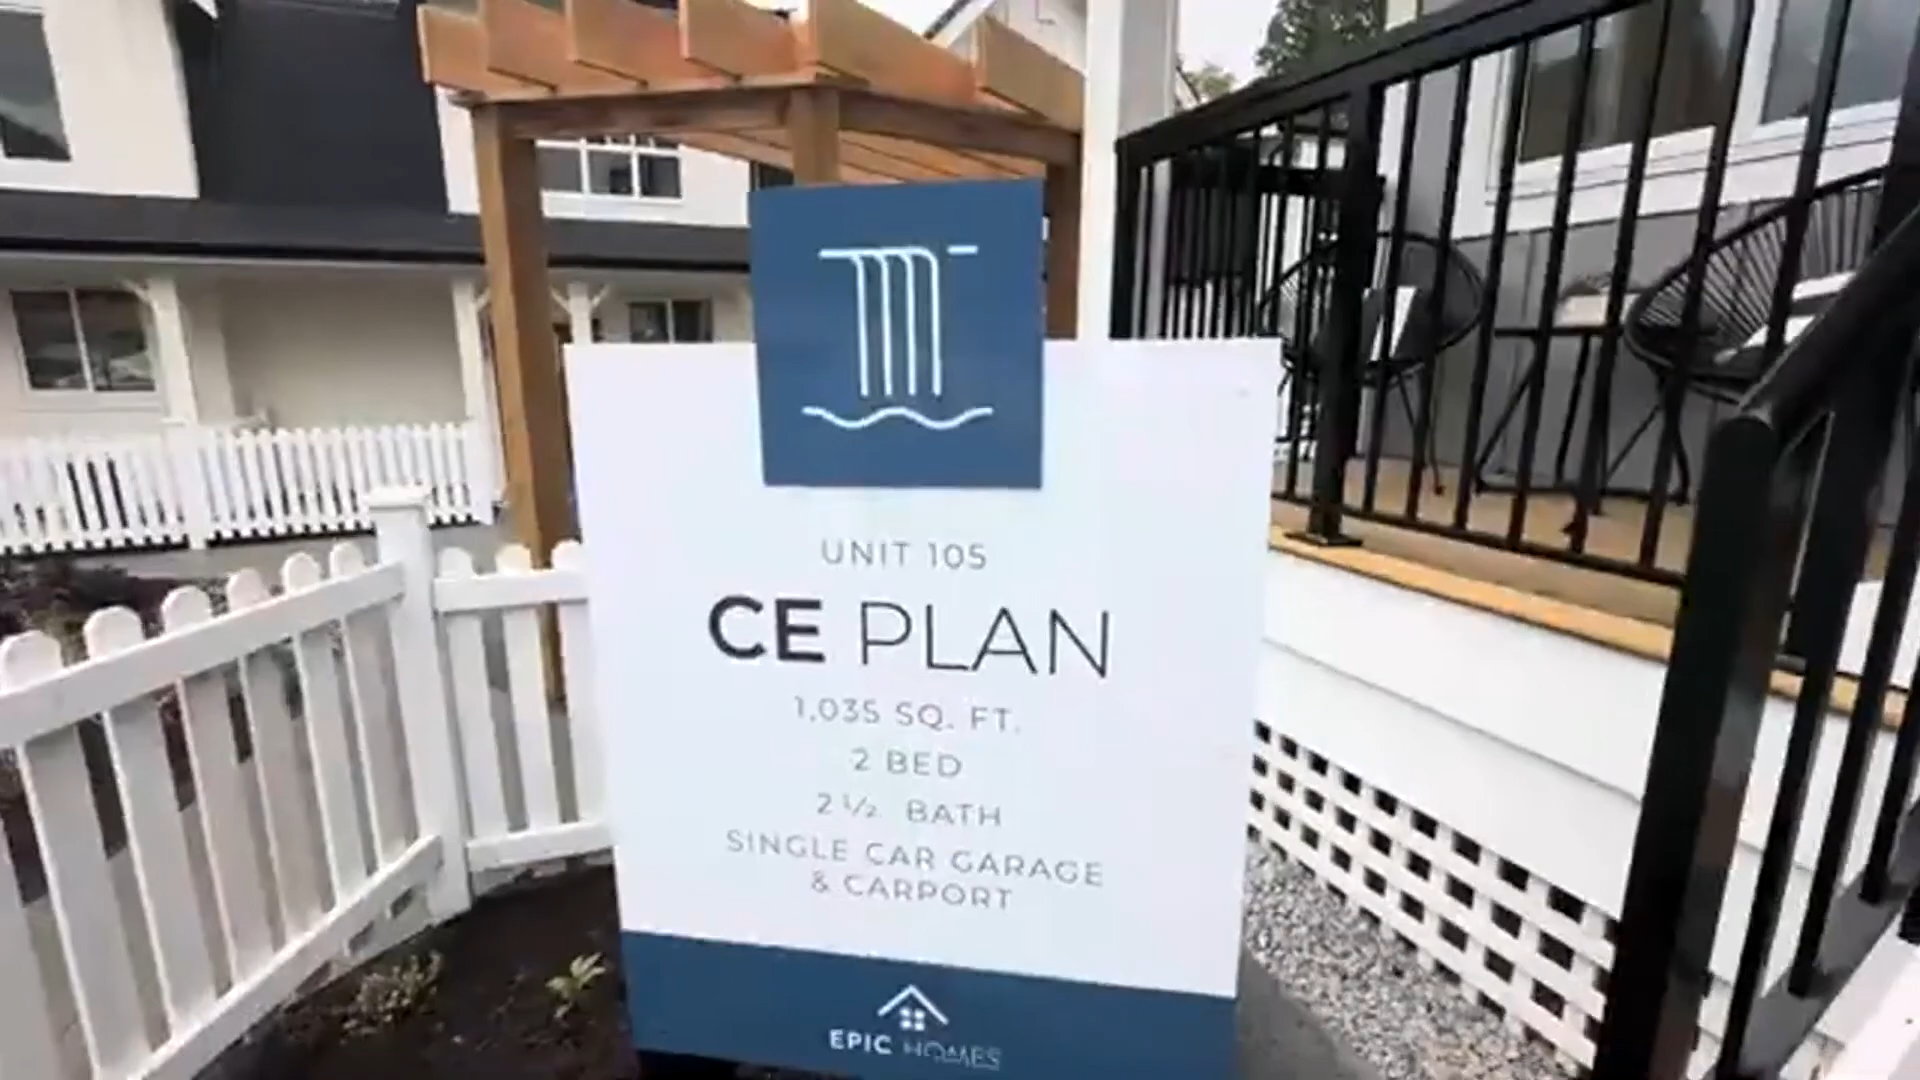 UNIT 105
CE PLAN
1,035 SQ. FT.
2 BED
2 ½ BATH
SINGLE CAR GARAGE
& CARPORT
EPIC HOMES